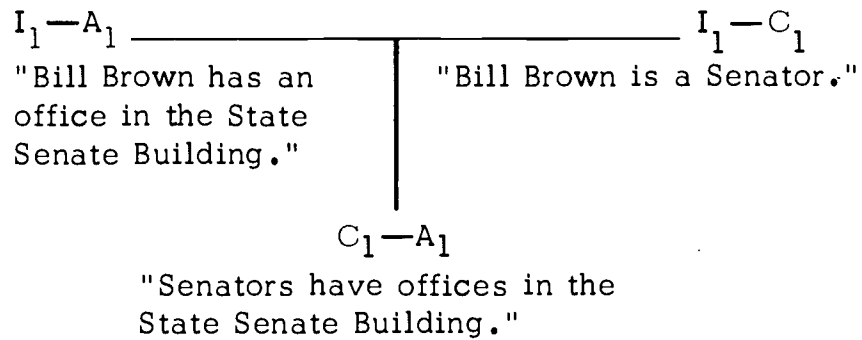 I₁—A₁ I₁—C₁
"Bill Brown has an
office in the State
Senate Building."
"Bill Brown is a Senator."
C₁—A₁
"Senators have offices in the
State Senate Building."